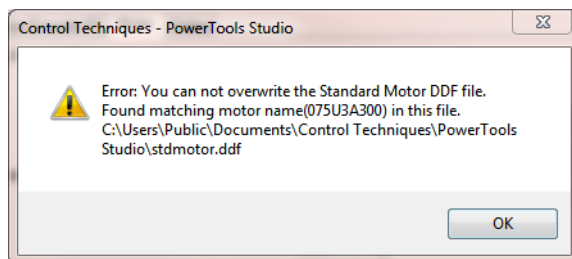 Control Techniques - PowerTools Studio
Error: You can not overwrite the Standard Motor DDF file.
Found matching motor name(075U3A300) in this file.
C:\Users\Public\Documents\Control Techniques\PowerTools
Studio\stdmotor.ddf
OK